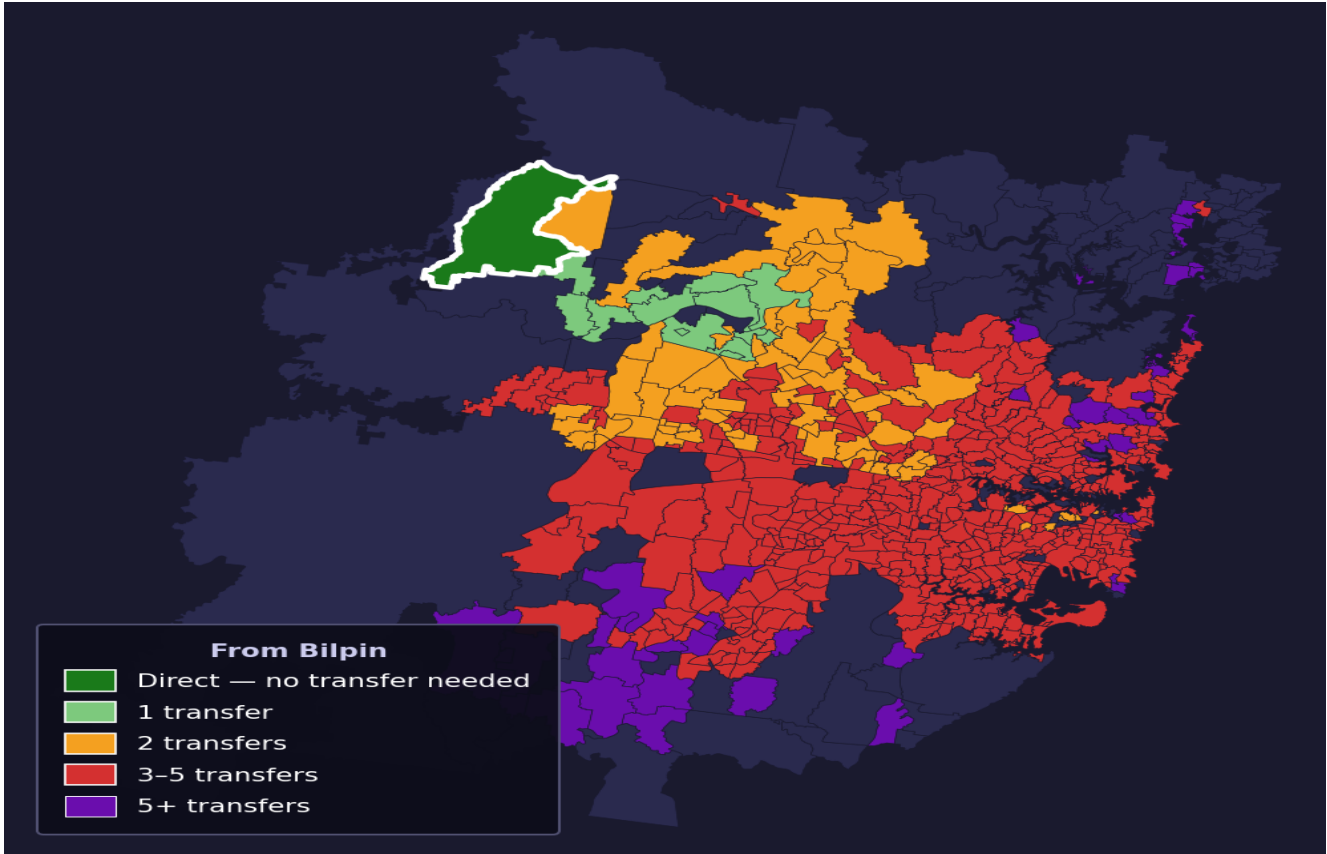 From Bilpin
Direct — no transfer needed
1 transfer
2 transfers
3–5 transfers
5+ transfers